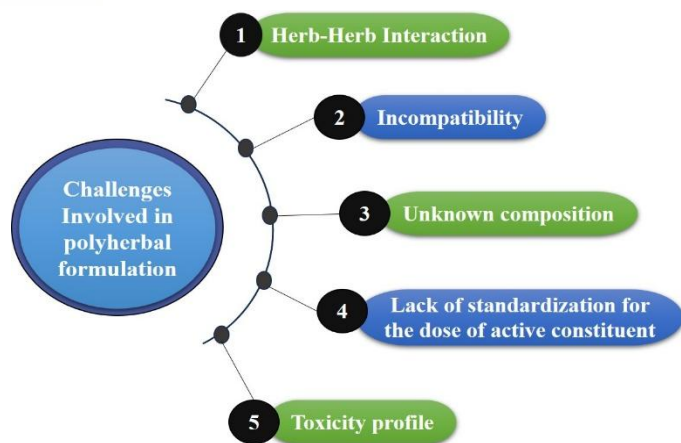 Challenges
Involved in
polyherbal
formulation
1 Herb-Herb Interaction
2 Incompatibility
3 Unknown composition
4 Lack of standardization for
the dose of active constituent
5 Toxicity profile